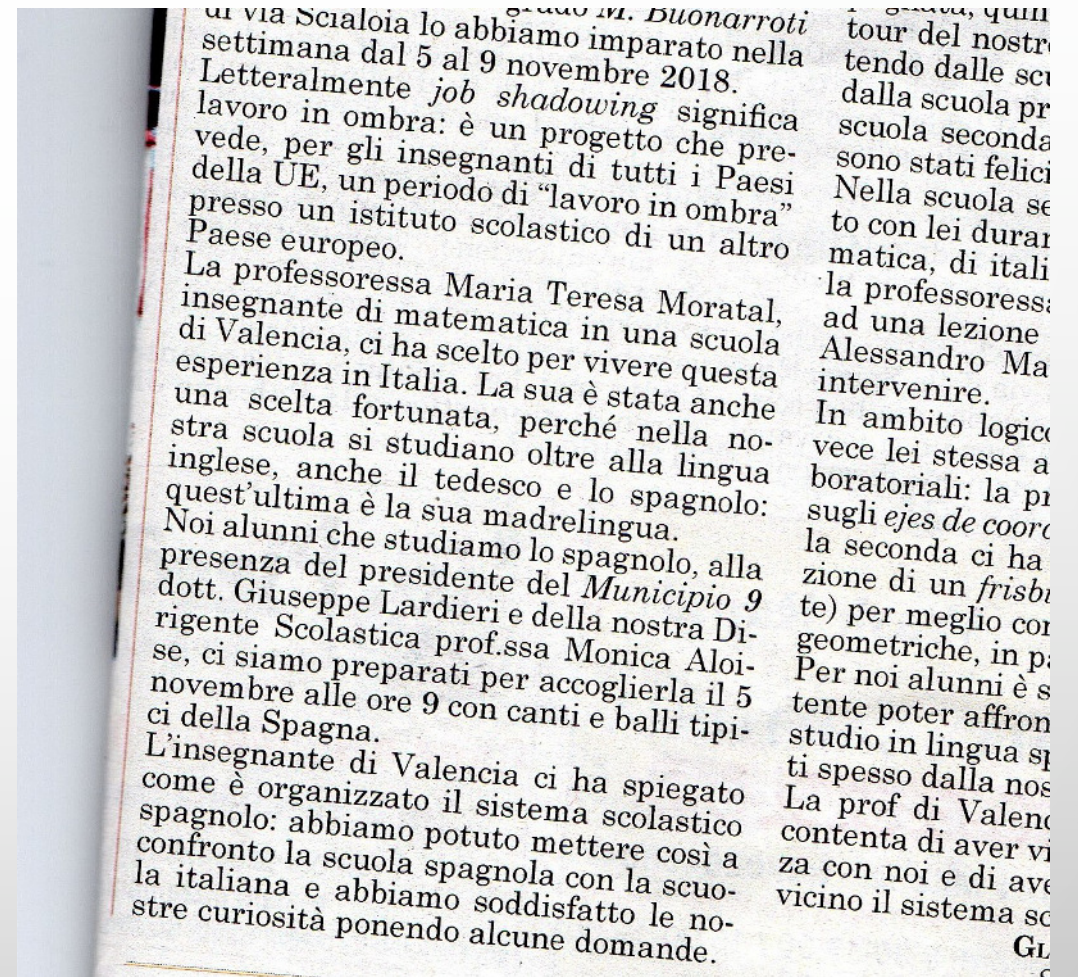 grado M. Buonarroti
di via Scialoia lo abbiamo imparato nella
settimana dal 5 al 9 novembre 2018.
Letteralmente job shadowing significa
lavoro in ombra: è un progetto che pre-
vede, per gli insegnanti di tutti i Paesi
della UE, un periodo di “lavoro in ombra”
presso un istituto scolastico di un altro
Paese europeo.
La professoressa Maria Teresa Moratal,
insegnante di matematica in una scuola
di Valencia, ci ha scelto per vivere questa
esperienza in Italia. La sua è stata anche
una scelta fortunata, perché nella no-
stra scuola si studiano oltre alla lingua
inglese, anche il tedesco e lo spagnolo:
quest’ultima è la sua madrelingua.
Noi alunni che studiamo lo spagnolo, alla
presenza del presidente del Municipio 9
dott. Giuseppe Lardieri e della nostra Di-
rigente Scolastica prof.ssa Monica Aloi-
se, ci siamo preparati per accoglierla il 5
novembre alle ore 9 con canti e balli tipi-
ci della Spagna.
L’insegnante di Valencia ci ha spiegato
come è organizzato il sistema scolastico
spagnolo: abbiamo potuto mettere così a
confronto la scuola spagnola con la scuo-
la italiana e abbiamo soddisfatto le no-
stre curiosità ponendo alcune domande.
tour del nostr
tendo dalle scu
dalla scuola pr
scuola seconda
sono stati felici
Nella scuola se
to con lei duran
matica, di itali
la professoress
ad una lezione
Alessandro Ma
intervenire.
In ambito logico
vece lei stessa a
boratoriali: la pr
sugli ejes de coord
la seconda ci ha
zione di un frisb
te) per meglio co
geometriche, in p
Per noi alunni è s
tente poter affron
studio in lingua sp
ti spesso dalla nos
La prof di Valenc
contenta di aver vi
za con noi e di ave
vicino il sistema sc
GL